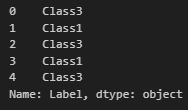 0    Class3
1    Class1
2    Class3
3    Class1
4    Class3
Name: Label, dtype: object